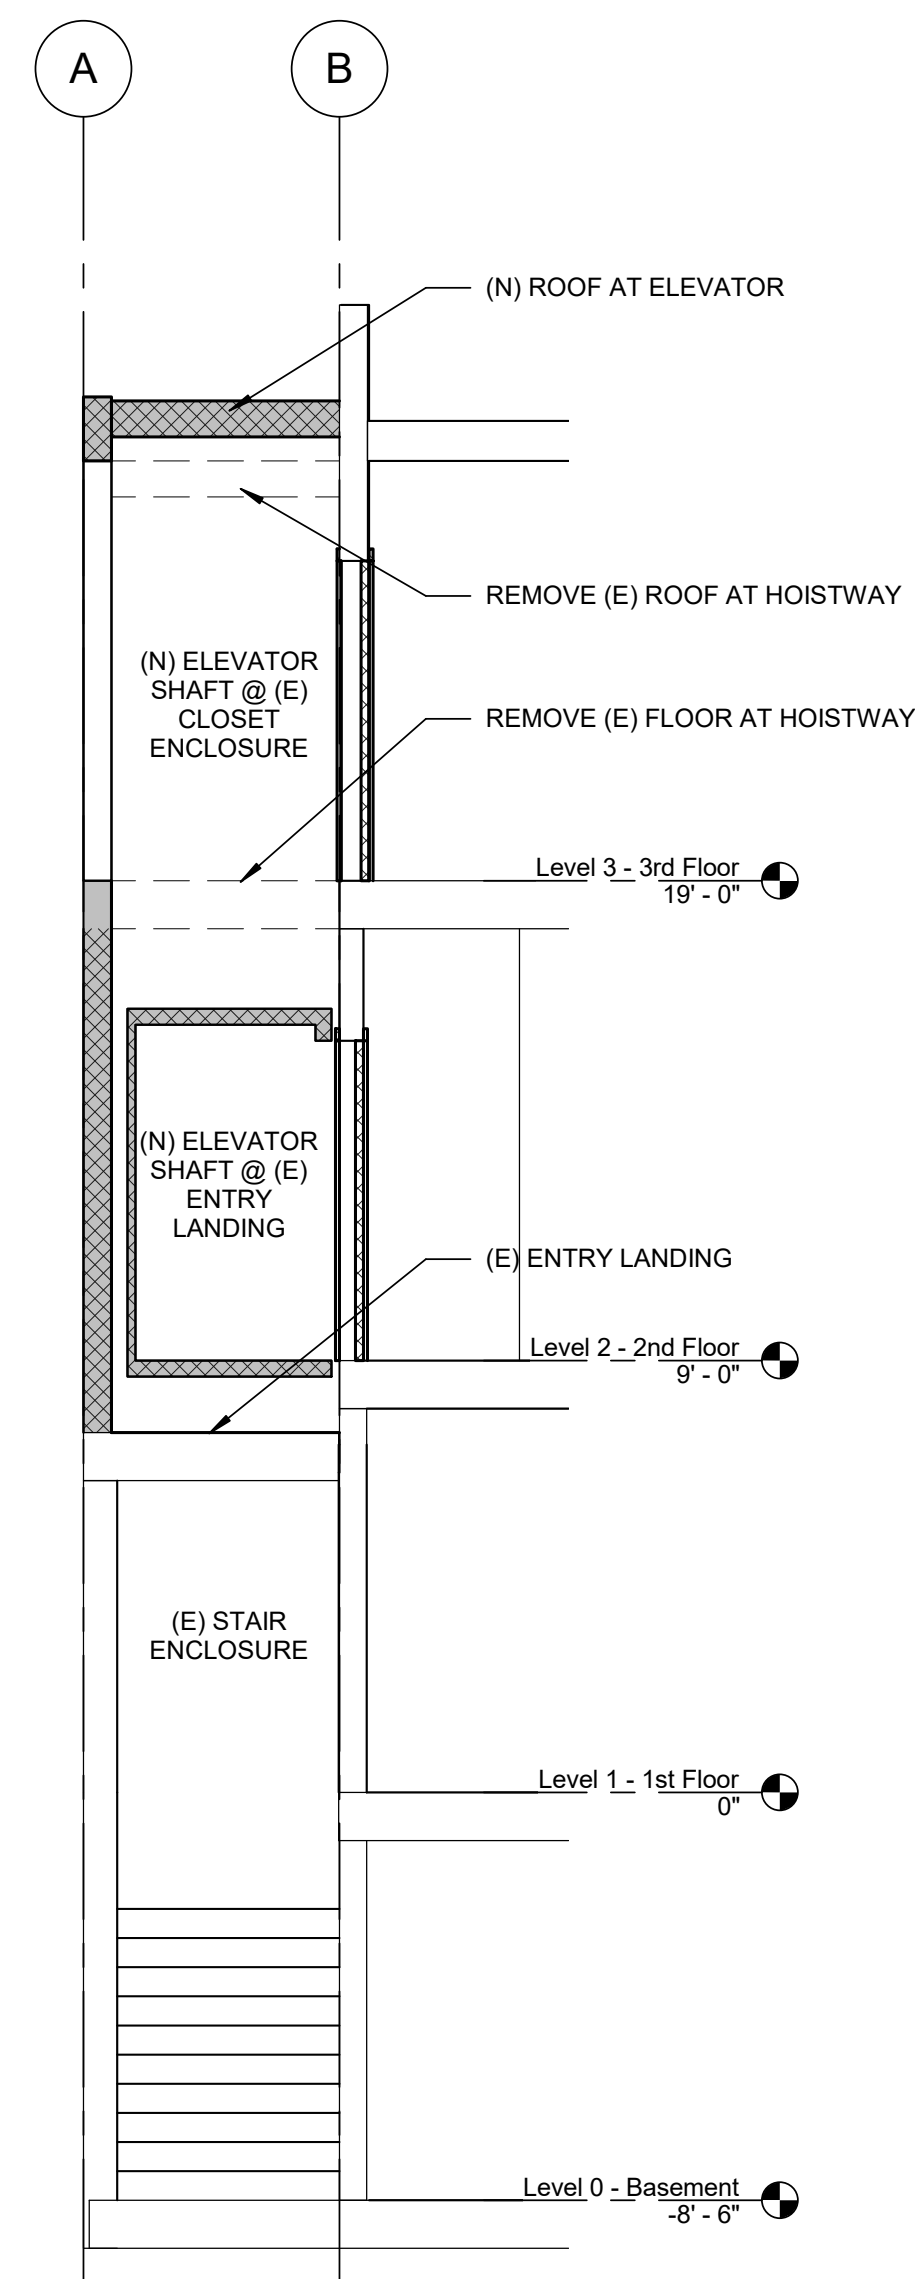 A
B
(N) ROOF AT ELEVATOR
REMOVE (E) ROOF AT HOISTWAY
(N) ELEVATOR
SHAFT @ (E)
CLOSET
ENCLOSURE
REMOVE (E) FLOOR AT HOISTWAY
Level 3 - 3rd Floor
19' - 0"
(N) ELEVATOR
SHAFT @ (E)
ENTRY
LANDING
(E) ENTRY LANDING
Level 2 - 2nd Floor
9' - 0"
(E) STAIR
ENCLOSURE
Level 1 - 1st Floor
0"
Level 0 - Basement
-8' - 6"